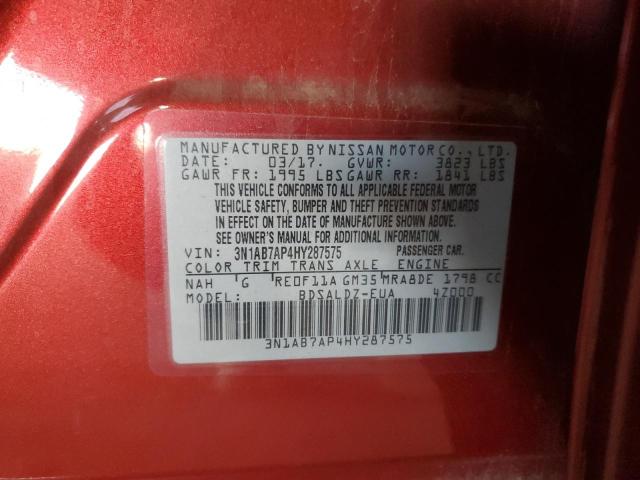 MANUFACTURED BY NISSAN MOTOR CO., LTD.
DATE: 03/17. GVWR: 3823 LBS
GAWR FR: 1995 LBS GAWR RR: 1841 LBS
THIS VEHICLE CONFORMS TO ALL APPLICABLE FEDERAL MOTOR
VEHICLE SAFETY, BUMPER AND THEFT PREVENTION STANDARDS
IN EFFECT ON THE DATE OF MANUFACTURE SHOWN ABOVE.
SEE OWNER'S MANUAL FOR ADDITIONAL INFORMATION.
VIN: 3N1AB7AP4HY287575 PASSENGER CAR.
COLOR TRIM TRANS AXLE ENGINE
NAH G RE0F11A GM35 MRA8DE 1798 CC
MODEL: BDSALDZ-EUA 4Z000
3N1AB7AP4HY287575